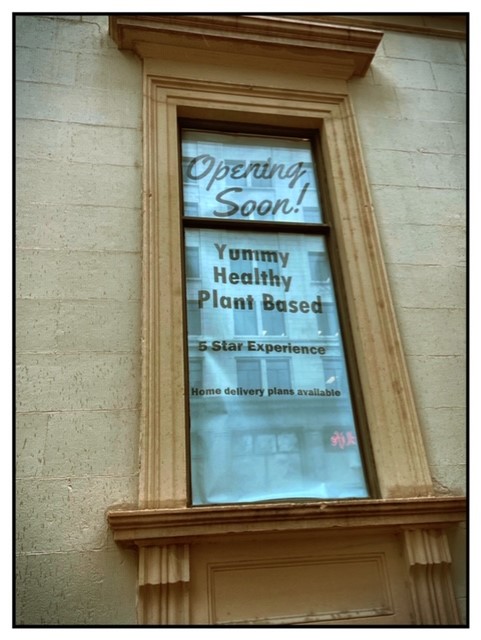 Opening
Soon!
Yummy
Healthy
Plant Based
5 Star Experience
Home delivery plans available